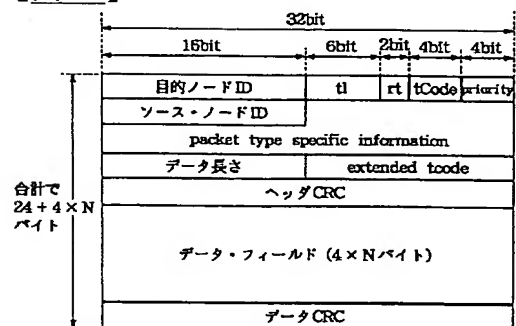 32bit
16bit 6bit 2bit 4bit 4bit
目的ノードID tl rt tCode priority
ソース・ノードID
packet type specific information
データ長さ extended tcode
ヘッダCRC
合計で
24+4×N
バイト
データ・フィールド (4×Nバイト)
データCRC